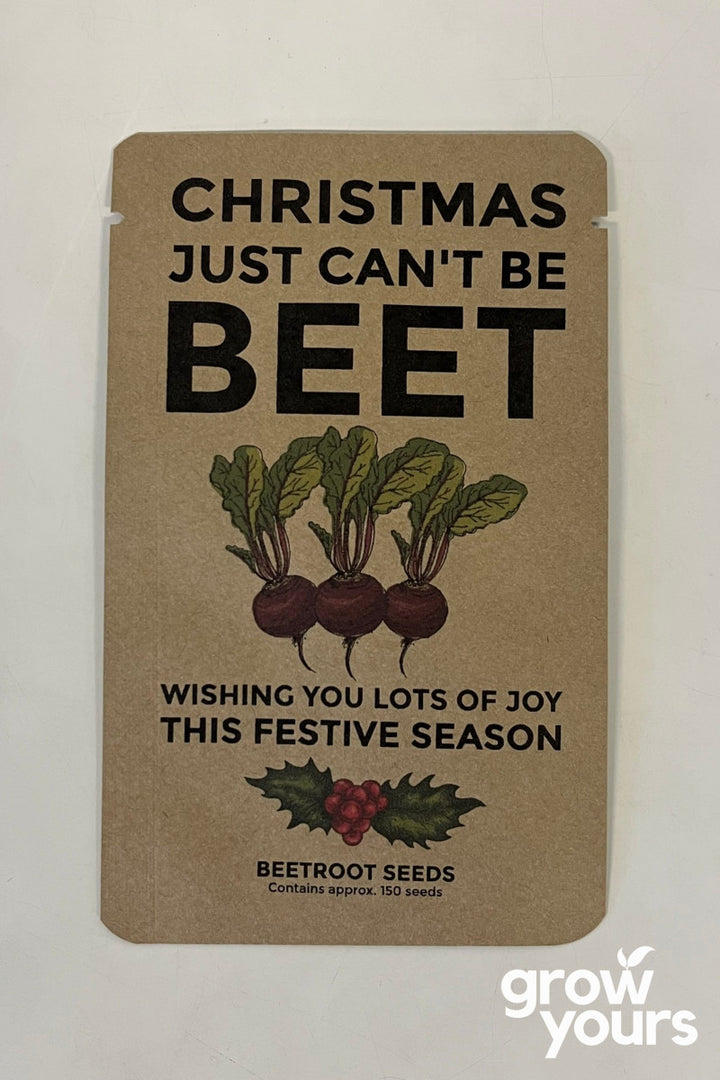 CHRISTMAS
JUST CAN'T BE
BEET
WISHING YOU LOTS OF JOY
THIS FESTIVE SEASON
BEETROOT SEEDS
Contains approx. 150 seeds
grow
yours